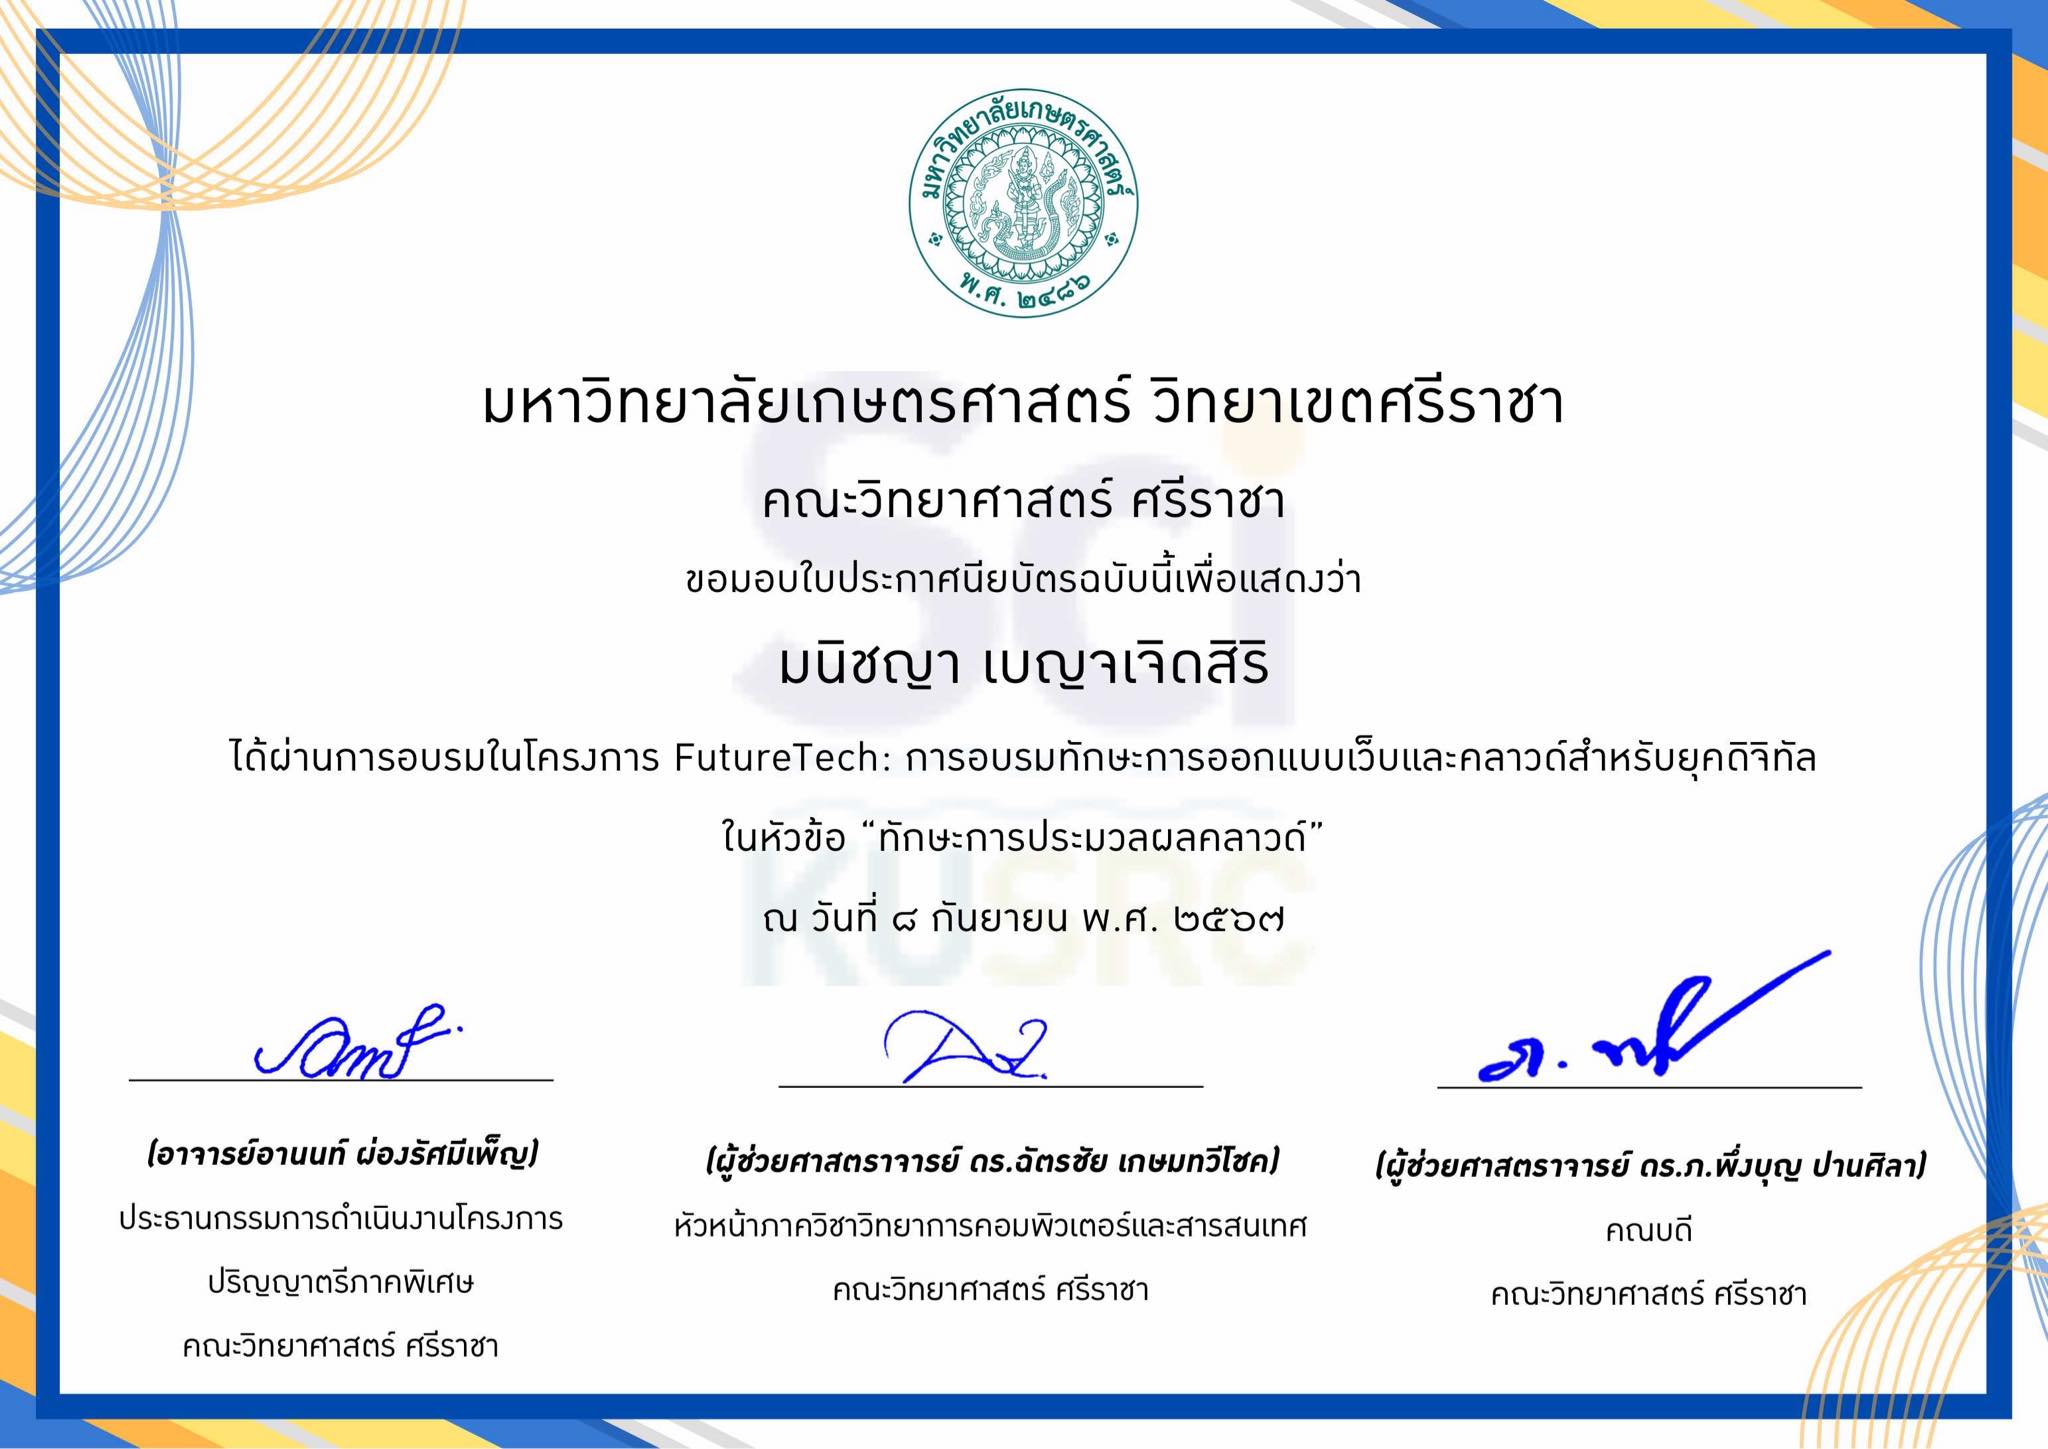 มหาวิทยาลัยเกษตรศาสตร์
พ.ศ. ๒๔๘๖
มหาวิทยาลัยเกษตรศาสตร์ วิทยาเขตศรีราชา
คณะวิทยาศาสตร์ ศรีราชา
ขอมอบใบประกาศนียบัตรฉบับนี้เพื่อแสดงว่า
มนิชญา เบญจเจิดสิริ
ได้ผ่านการอบรมในโครงการ FutureTech: การอบรมทักษะการออกแบบเว็บและคลาวด์สำหรับยุคดิจิทัล
ในหัวข้อ “ทักษะการประมวลผลคลาวด์”
ณ วันที่ ๘ กันยายน พ.ศ. ๒๕๖๗
Sci
KUSRC
(อาจารย์อานนท์ ผ่องรัศมีเพ็ญ)
ประธานกรรมการดำเนินงานโครงการ
ปริญญาตรีภาคพิเศษ
คณะวิทยาศาสตร์ ศรีราชา
(ผู้ช่วยศาสตราจารย์ ดร.ฉัตรชัย เกษมทวีโชค)
หัวหน้าภาควิชาวิทยาการคอมพิวเตอร์และสารสนเทศ
คณะวิทยาศาสตร์ ศรีราชา
(ผู้ช่วยศาสตราจารย์ ดร.ภ.พึ่งบุญ ปานศิลา)
คณบดี
คณะวิทยาศาสตร์ ศรีราชา